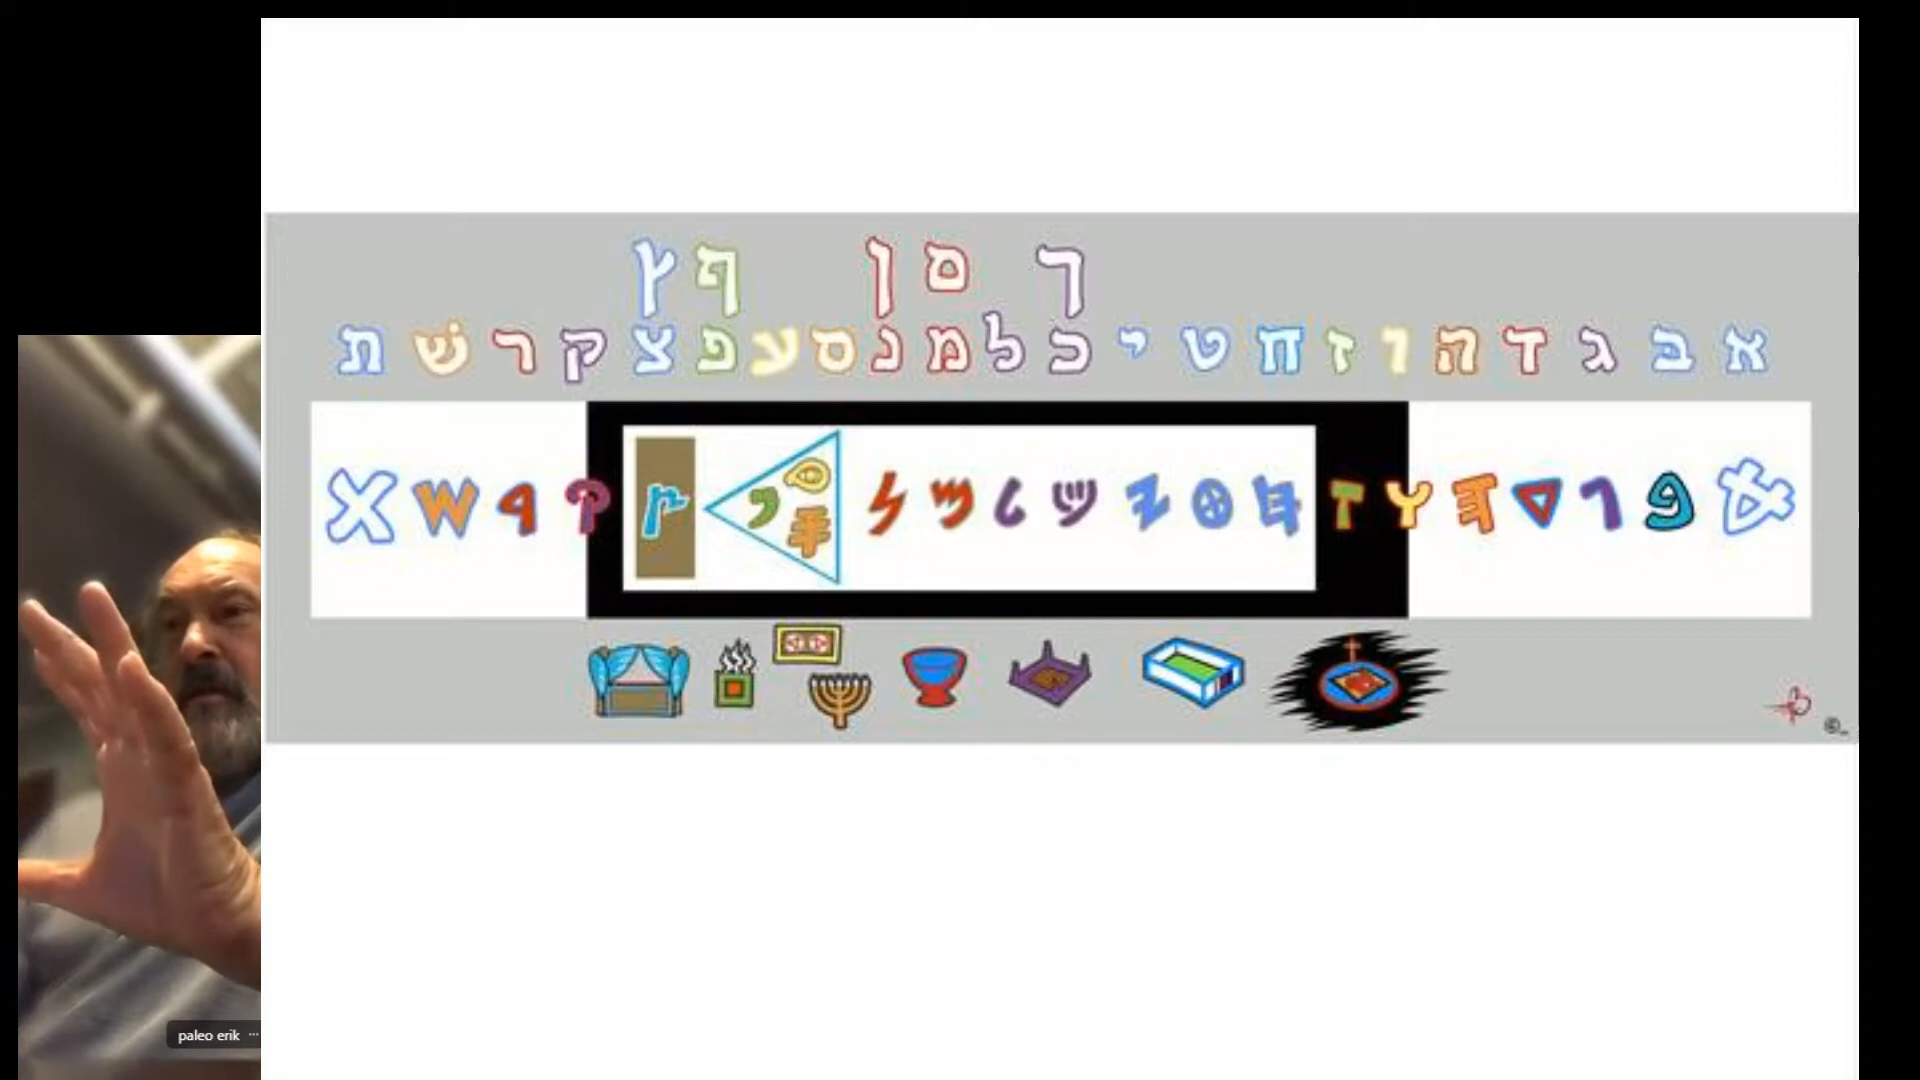 ך ם ן ף ץ
א ב ג ד ה ו ז ח ט י כ ל מ נ ס ע פ צ ק ר שׁ ת
𐤀 𐤁 𐤂 𐤃 𐤄 𐤅 𐤆 𐤇 𐤈 𐤉 𐤊 𐤋 𐤌 𐤍 𐤎 𐤏 𐤐 𐤑 𐤒 𐤓 𐤔 𐤕
©
paleo erik ...